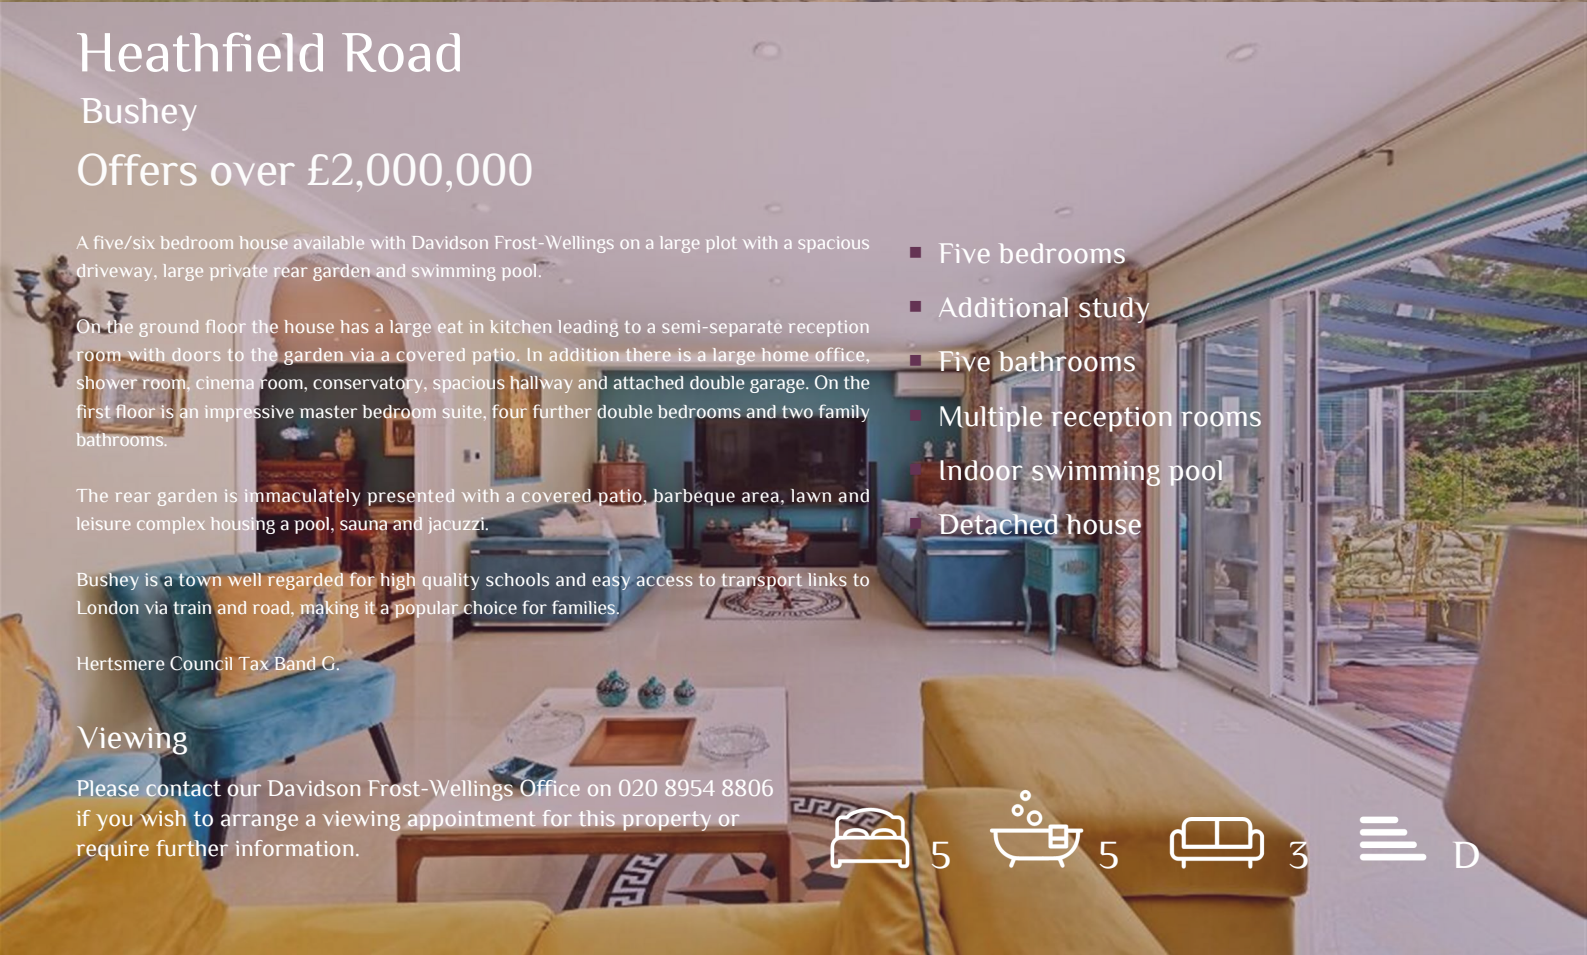 Heathfield Road
Bushey
Offers over £2,000,000
A five/six bedroom house available with Davidson Frost-Wellings on a large plot with a spacious
driveway, large private rear garden and swimming pool.
On the ground floor the house has a large eat in kitchen leading to a semi-separate reception
room with doors to the garden via a covered patio. In addition there is a large home office,
shower room, cinema room, conservatory, spacious hallway and attached double garage. On the
first floor is an impressive master bedroom suite, four further double bedrooms and two family
bathrooms.
The rear garden is immaculately presented with a covered patio, barbeque area, lawn and
leisure complex housing a pool, sauna and jacuzzi.
Bushey is a town well regarded for high quality schools and easy access to transport links to
London via train and road, making it a popular choice for families.
Hertsmere Council Tax Band G.
▪ Five bedrooms
▪ Additional study
▪ Five bathrooms
▪ Multiple reception rooms
▪ Indoor swimming pool
▪ Detached house
Viewing
Please contact our Davidson Frost-Wellings Office on 020 8954 8806
if you wish to arrange a viewing appointment for this property or
require further information.
5 5 3 D